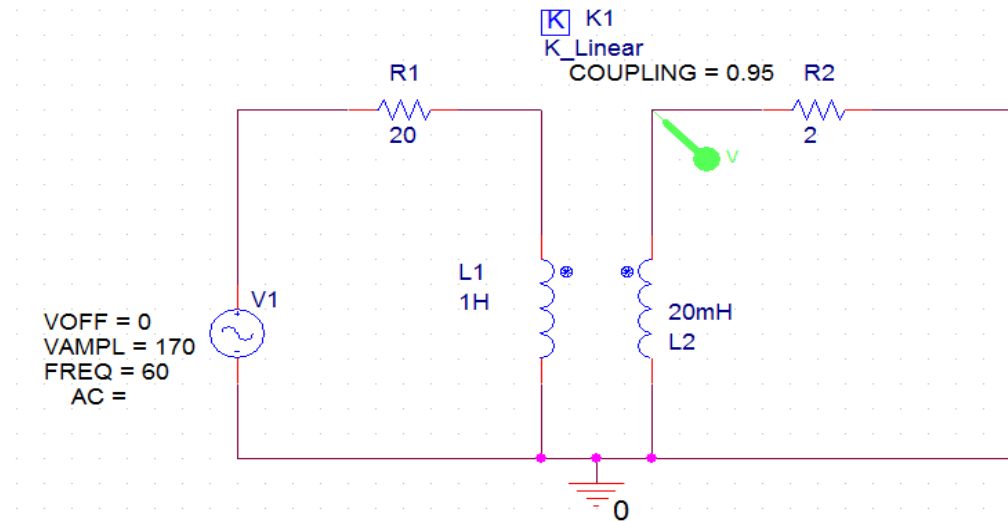 K K1
K_Linear
COUPLING = 0.95
R1
R2
20
2
V
L1
1H
V1
20mH
L2
VOFF = 0
VAMPL = 170
FREQ = 60
AC =
0